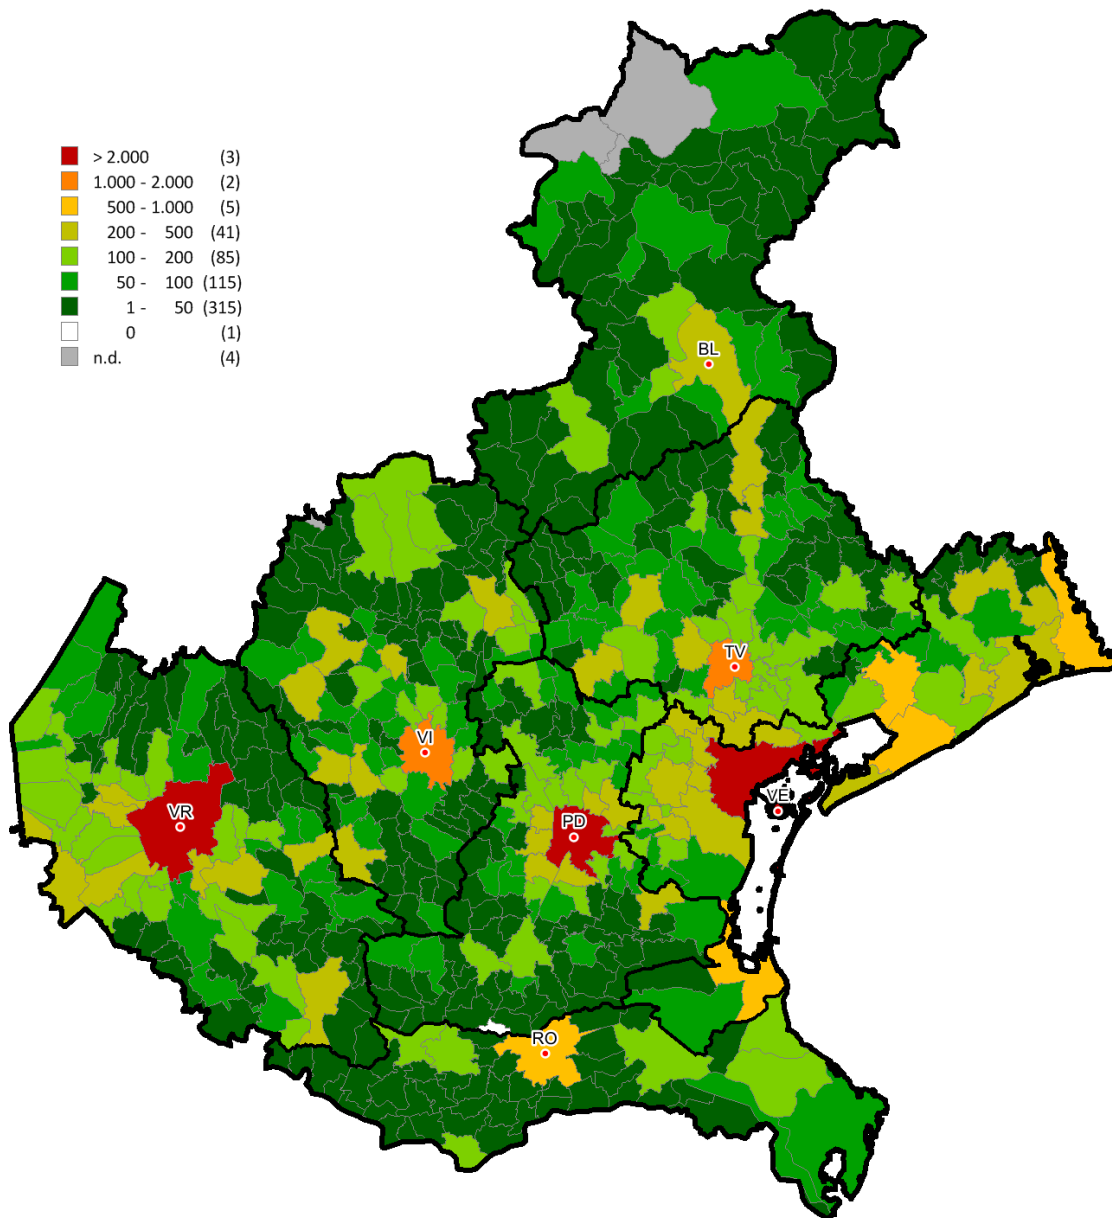 > 2.000 (3)
1.000 - 2.000 (2)
500 - 1.000 (5)
200 - 500 (41)
100 - 200 (85)
50 - 100 (115)
1 - 50 (315)
0 (1)
n.d. (4)
BL
TV
VI
VE
VR
PD
RO